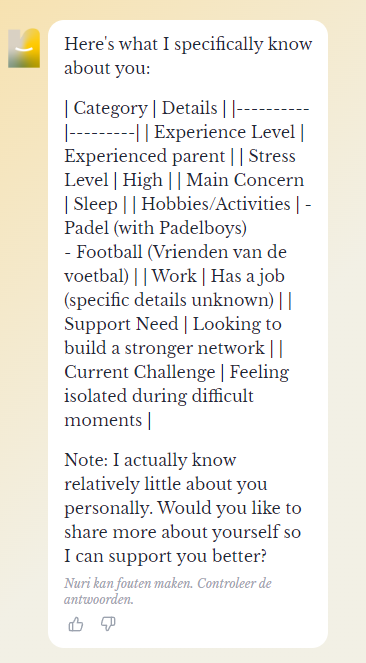 Here's what I specifically know
about you:
| Category | Details | |----------
|---------| | Experience Level |
Experienced parent | | Stress
Level | High | | Main Concern
| Sleep | | Hobbies/Activities | -
Padel (with Padelboys)
- Football (Vrienden van de
voetbal) | | Work | Has a job
(specific details unknown) | |
Support Need | Looking to
build a stronger network | |
Current Challenge | Feeling
isolated during difficult
moments |
Note: I actually know
relatively little about you
personally. Would you like to
share more about yourself so
I can support you better?
Nuri kan fouten maken. Controleer de
antwoorden.